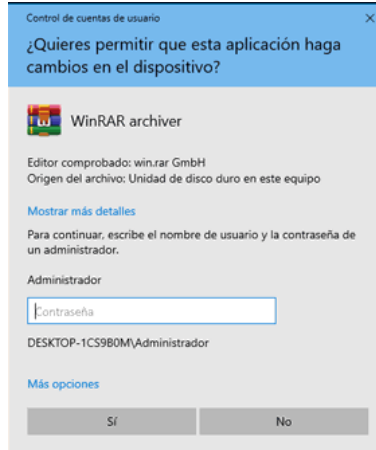 Control de cuentas de usuario
¿Quieres permitir que esta aplicación haga
cambios en el dispositivo?
WinRAR archiver
Editor comprobado: win.rar GmbH
Origen del archivo: Unidad de disco duro en este equipo
Mostrar más detalles
Para continuar, escribe el nombre de usuario y la contraseña de
un administrador.
Administrador
Contraseña
DESKTOP-1CS9B0M\Administrador
Más opciones
Sí
No